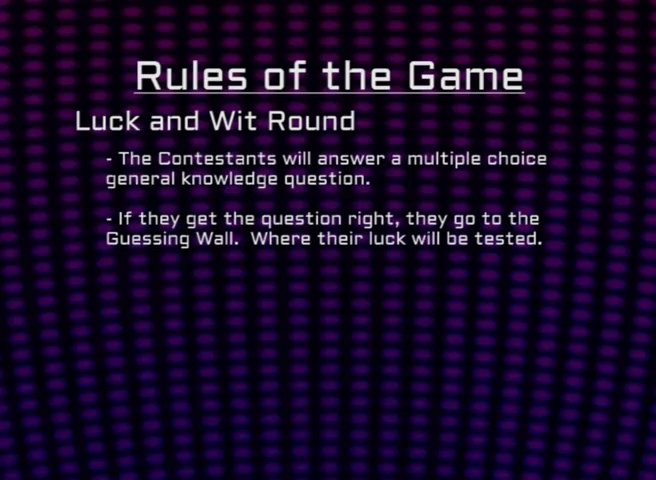 Rules of the Game
Luck and Wit Round
- The Contestants will answer a multiple choice
general knowledge question.
- If they get the question right, they go to the
Guessing Wall.  Where their luck will be tested.